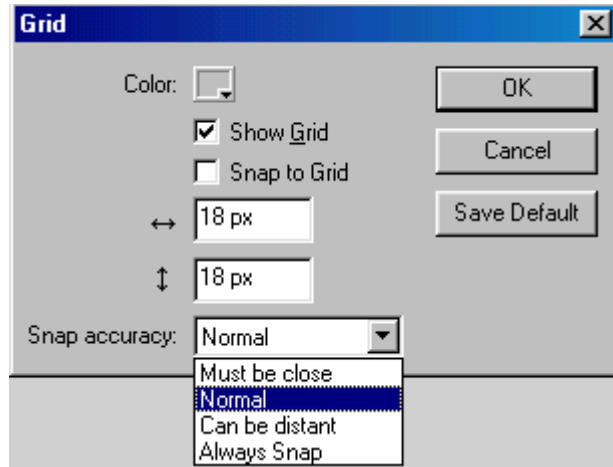 Grid
Color:
OK
Show Grid
Cancel
Snap to Grid
18 px
Save Default
18 px
Snap accuracy: Normal
Must be close
Normal
Can be distant
Always Snap